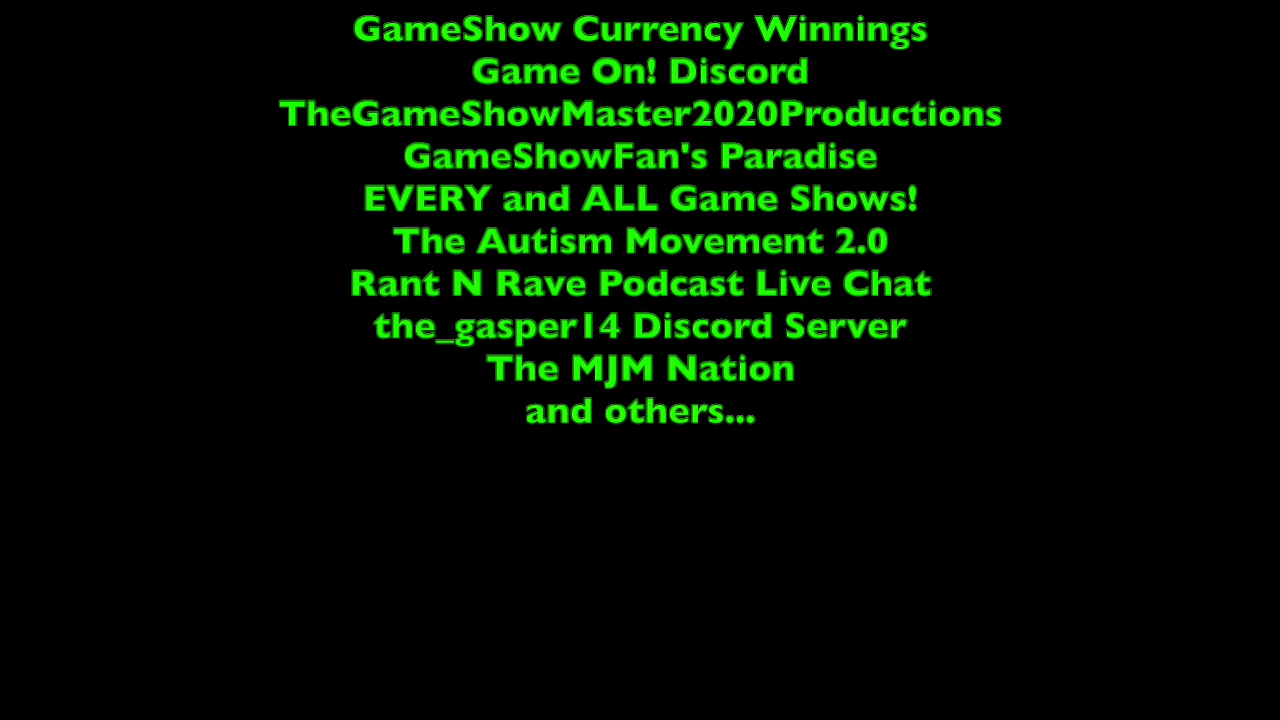 GameShow Currency Winnings
Game On! Discord
TheGameShowMaster2020Productions
GameShowFan's Paradise
EVERY and ALL Game Shows!
The Autism Movement 2.0
Rant N Rave Podcast Live Chat
the_gasper14 Discord Server
The MJM Nation
and others...